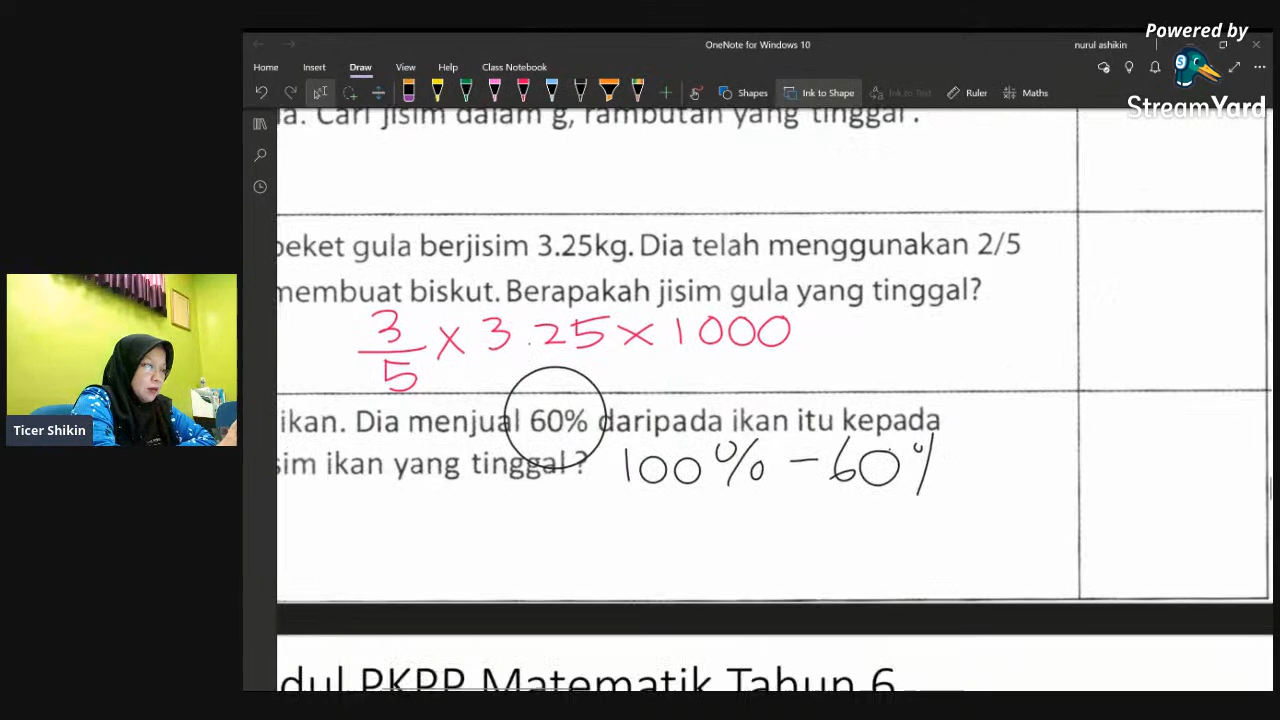 Powered by
StreamYard
OneNote for Windows 10
nurul ashikin
Home Insert Draw View Help Class Notebook
Shapes Ink to Shape Ink to Text Ruler Maths
Cari jisim dalam g, rambutan yang tinggal .
gula berjisim 3.25kg. Dia telah menggunakan 2/5
membuat biskut. Berapakah jisim gula yang tinggal?
3/5 x 3.25 x 1000
ikan. Dia menjual 60% daripada ikan itu kepada
ikan yang tinggal ?
100% - 60%
PKPP Matematik Tahun 6
Ticer Shikin